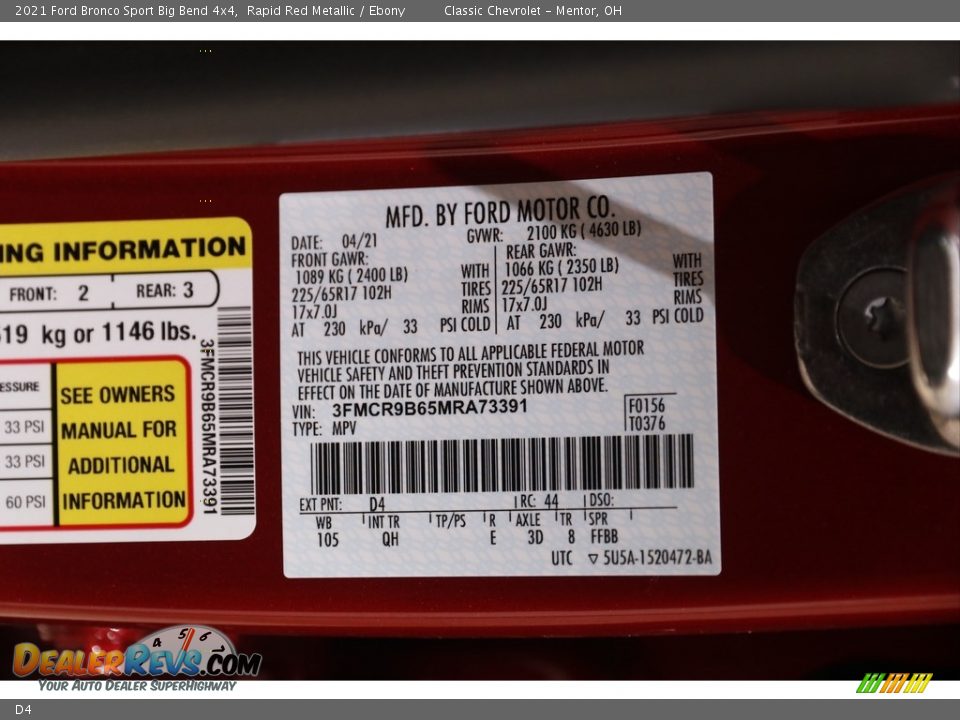 2021 Ford Bronco Sport Big Bend 4x4, Rapid Red Metallic / Ebony Classic Chevrolet – Mentor, OH
NG INFORMATION
FRONT: 2 REAR: 3
619 kg or 1146 lbs.
ESSURE
33 PSI
33 PSI
60 PSI
SEE OWNERS
MANUAL FOR
ADDITIONAL
INFORMATION
3FMCR9B65MRA73391
MFD. BY FORD MOTOR CO.
DATE: 04/21 GVWR: 2100 KG ( 4630 LB)
FRONT GAWR: REAR GAWR:
1089 KG ( 2400 LB) WITH 1066 KG ( 2350 LB) WITH
225/65R17 102H TIRES 225/65R17 102H TIRES
17x7.0J RIMS 17x7.0J RIMS
AT 230 kPa/ 33 PSI COLD AT 230 kPa/ 33 PSI COLD
THIS VEHICLE CONFORMS TO ALL APPLICABLE FEDERAL MOTOR
VEHICLE SAFETY AND THEFT PREVENTION STANDARDS IN
EFFECT ON THE DATE OF MANUFACTURE SHOWN ABOVE.
VIN: 3FMCR9B65MRA73391 F0156
TYPE: MPV T0376
EXT PNT: D4 RC: 44 DSO:
WB INT TR TP/PS R AXLE TR SPR
105 QH E 3D 8 FFBB
UTC ▽ 5U5A-1520472-BA
4 5 6
DEALERREVS.COM
YOUR AUTO DEALER SUPERHIGHWAY
D4